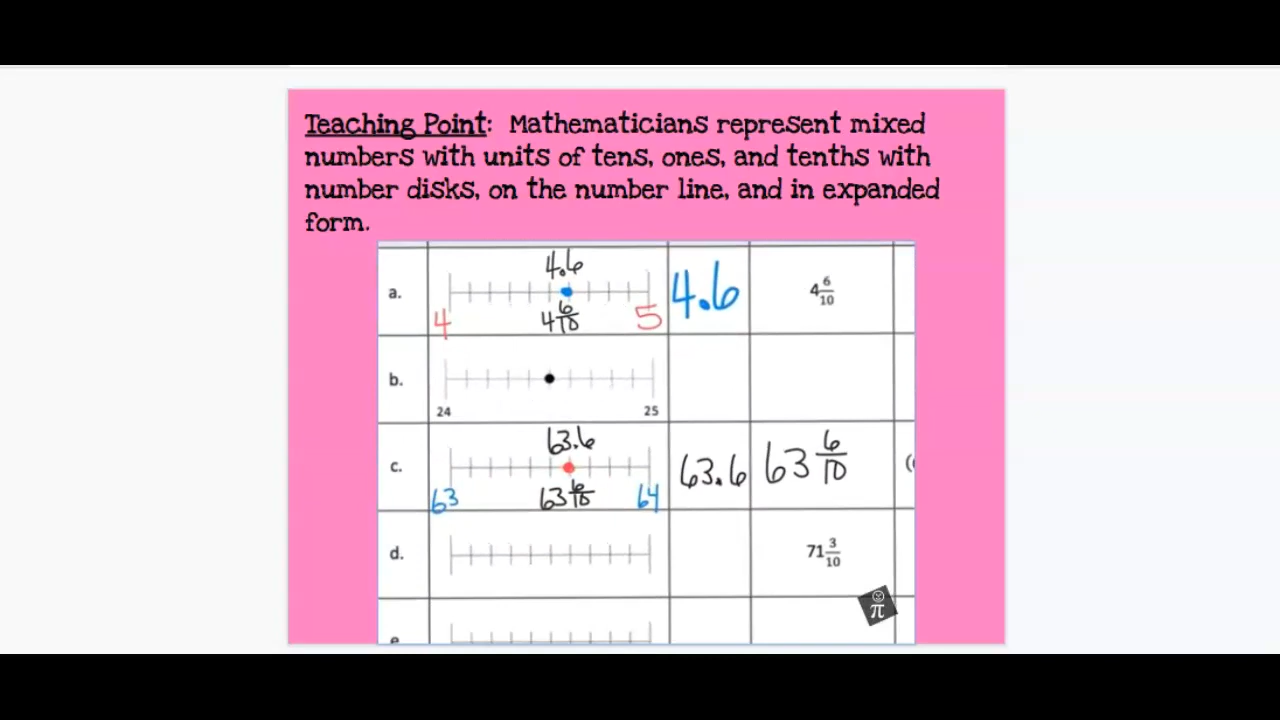 Teaching Point: Mathematicians represent mixed
numbers with units of tens, ones, and tenths with
number disks, on the number line, and in expanded
form.
a. 4 4.6 4 6/10 5 4.6 4 6/10
b. 24 25
c. 63 63.6 63 6/10 64 63.6 63 6/10 (
d. 71 3/10
e
π